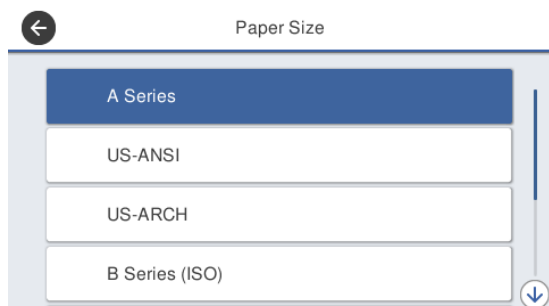 Paper Size
A Series
US-ANSI
US-ARCH
B Series (ISO)